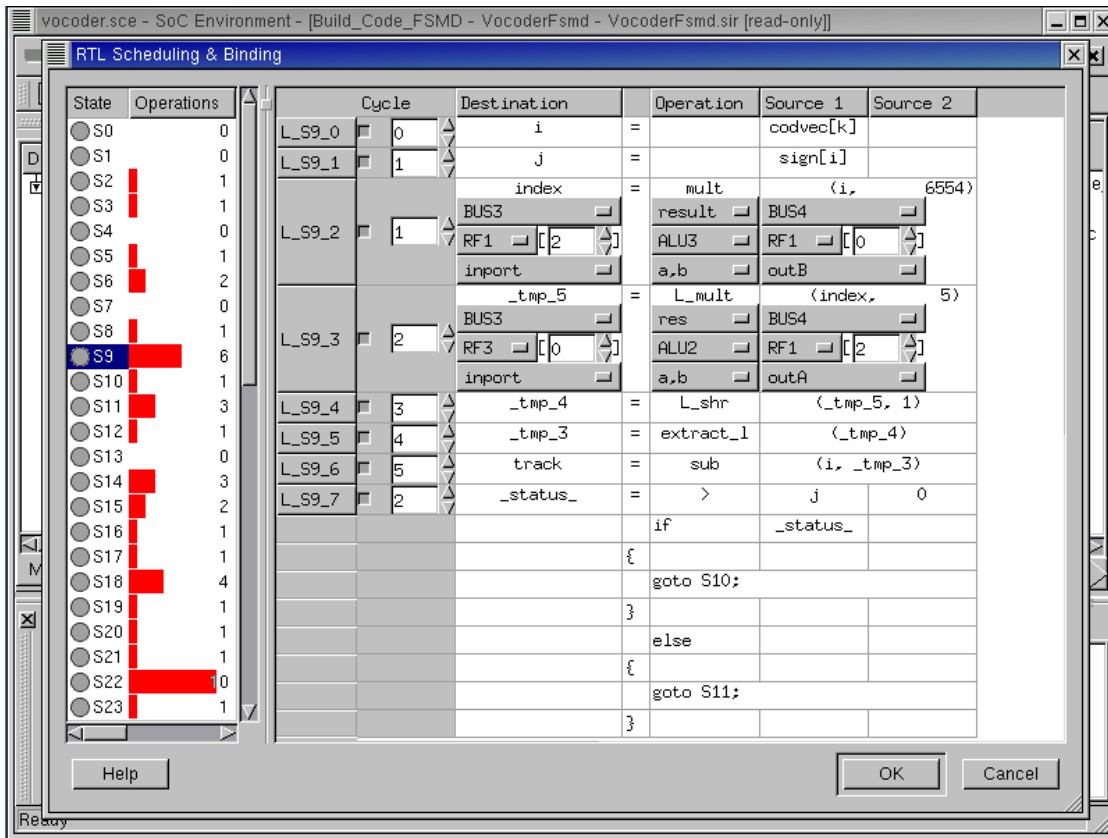 vocoder.sce - SoC Environment - [Build_Code_FSMD - VocoderFsmd - VocoderFsmd.sir [read-only]]
RTL Scheduling & Binding
State Operations
S0 0
S1 0
S2 1
S3 1
S4 0
S5 1
S6 2
S7 0
S8 1
S9 6
S10 1
S11 3
S12 1
S13 0
S14 3
S15 2
S16 1
S17 1
S18 4
S19 1
S20 1
S21 1
S22 10
S23 1
Cycle Destination Operation Source 1 Source 2
L_S9_0 0 i = codvec[k]
L_S9_1 1 j = sign[i]
index = mult (i, 6554)
BUS3 result BUS4
L_S9_2 1 RF1 [2] ALU3 RF1 [0]
inport a,b outB
_tmp_5 = L_mult (index, 5)
BUS3 res BUS4
L_S9_3 2 RF3 [0] ALU2 RF1 [2]
inport a,b outA
L_S9_4 3 _tmp_4 = L_shr (_tmp_5, 1)
L_S9_5 4 _tmp_3 = extract_l (_tmp_4)
L_S9_6 5 track = sub (i, _tmp_3)
L_S9_7 2 _status_ = > j 0
if _status_
{
goto S10;
}
else
{
goto S11;
}
Help OK Cancel
Ready